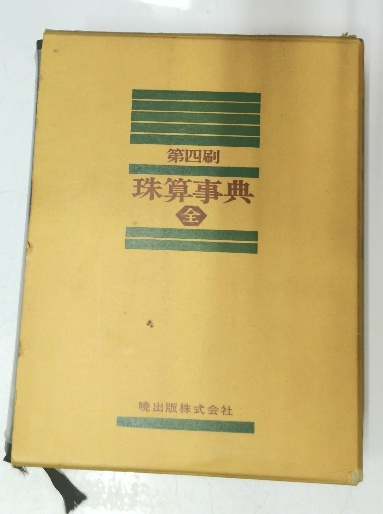 第四刷
珠算事典
全
暁出版株式会社